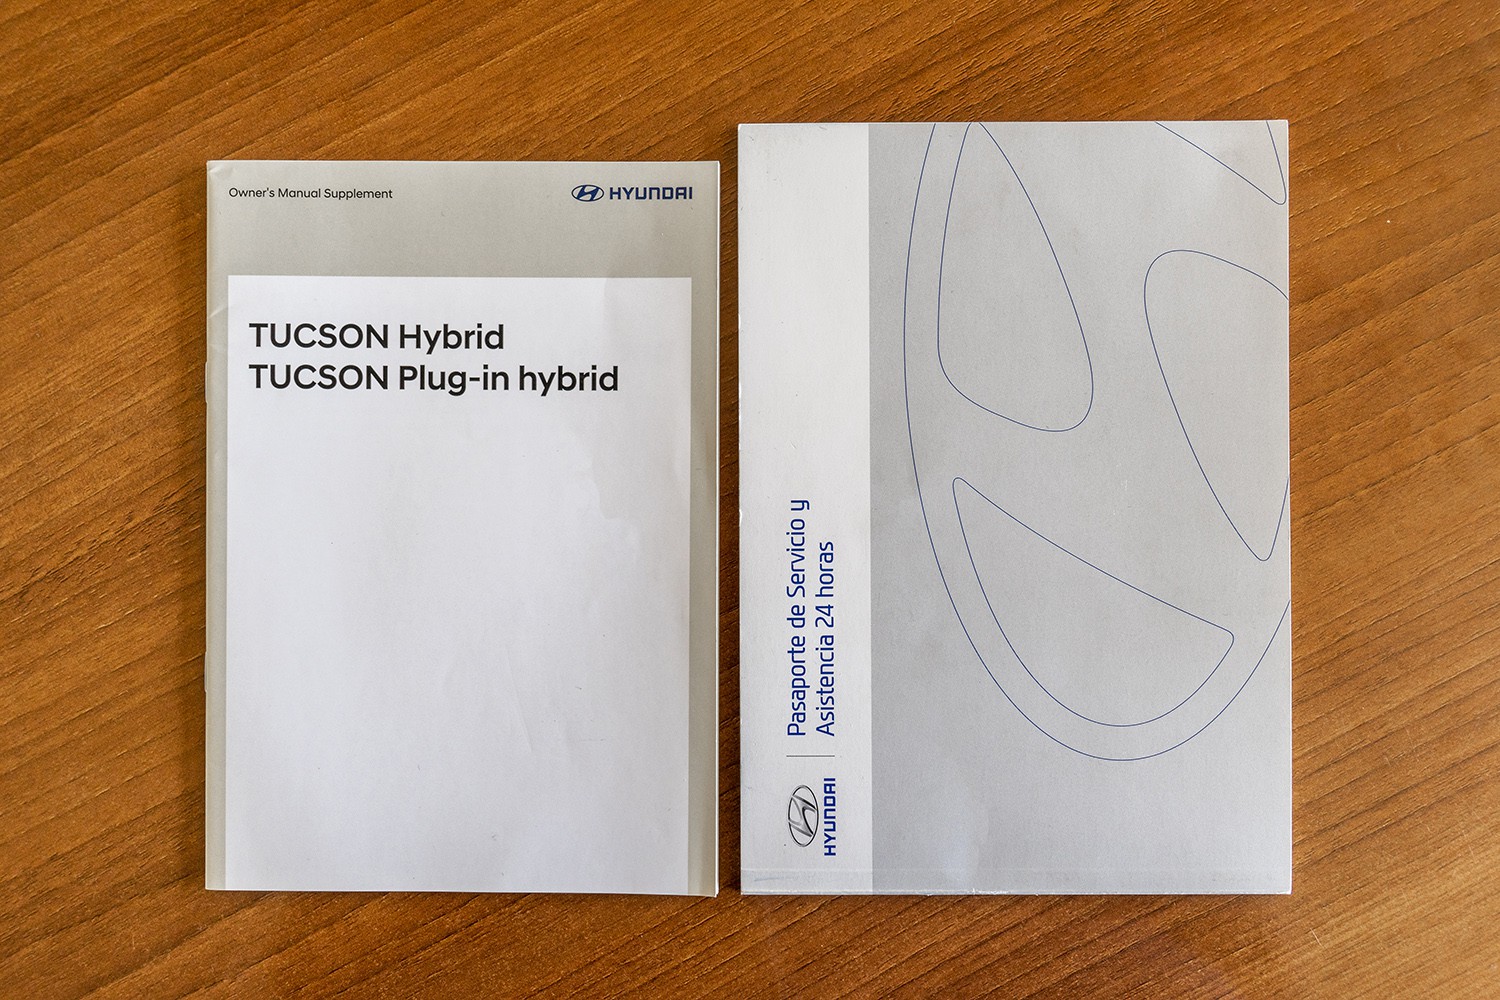 Owner's Manual Supplement
HYUNDAI
TUCSON Hybrid
TUCSON Plug-in hybrid
Pasaporte de Servicio y
Asistencia 24 horas
HYUNDAI